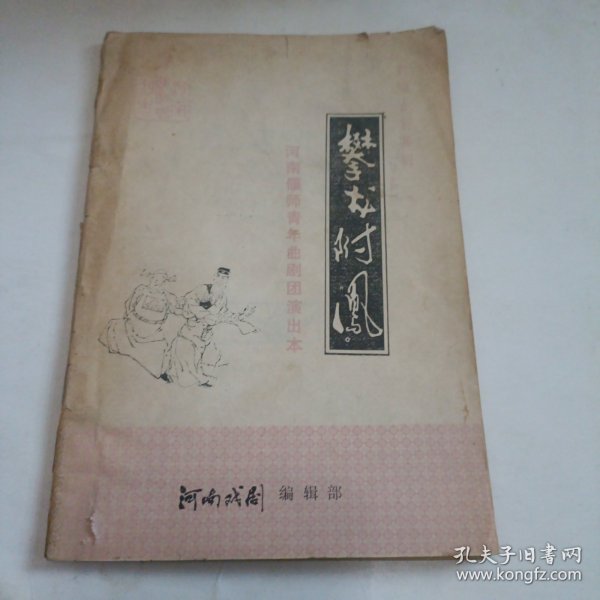 攀龙附凤
河南偃师青年曲剧团演出本
河南戏剧 编辑部
孔夫子旧书网
www.kongfz.com